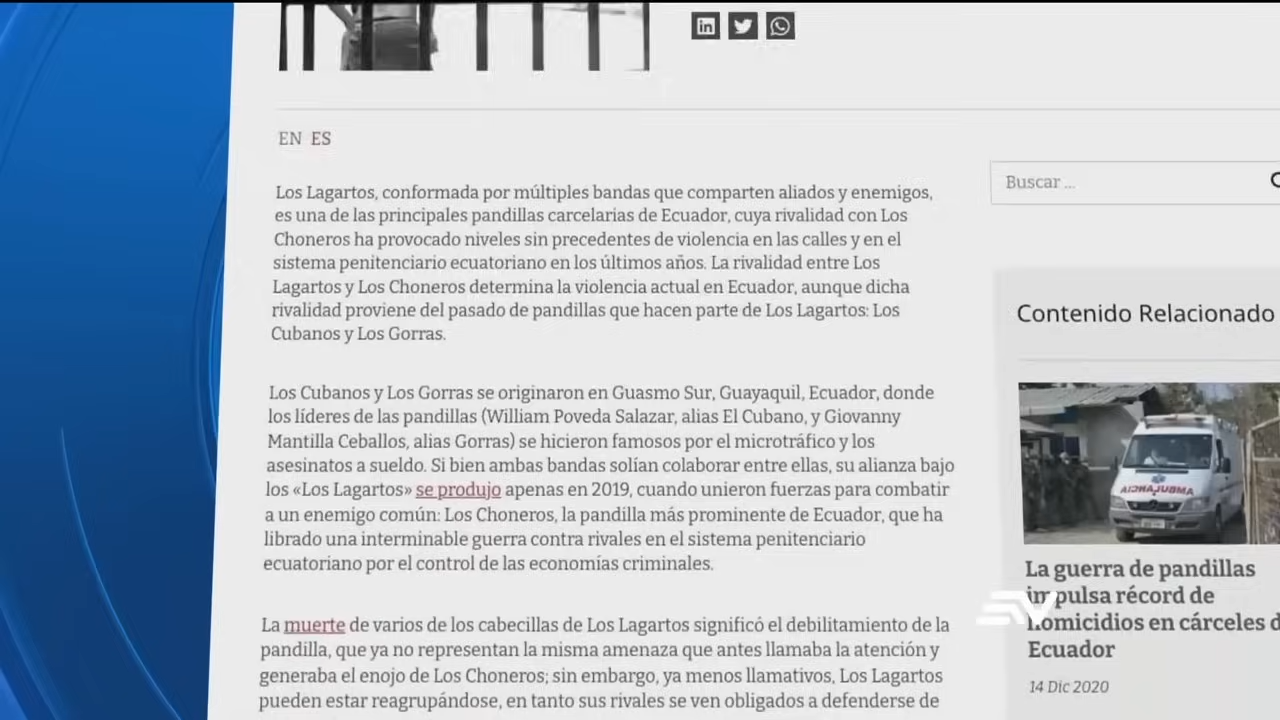 EN ES
Los Lagartos, conformada por múltiples bandas que comparten aliados y enemigos,
es una de las principales pandillas carcelarias de Ecuador, cuya rivalidad con Los
Choneros ha provocado niveles sin precedentes de violencia en las calles y en el
sistema penitenciario ecuatoriano en los últimos años. La rivalidad entre Los
Lagartos y Los Choneros determina la violencia actual en Ecuador, aunque dicha
rivalidad proviene del pasado de pandillas que hacen parte de Los Lagartos: Los
Cubanos y Los Gorras.
Los Cubanos y Los Gorras se originaron en Guasmo Sur, Guayaquil, Ecuador, donde
los líderes de las pandillas (William Poveda Salazar, alias El Cubano, y Giovanny
Mantilla Ceballos, alias Gorras) se hicieron famosos por el microtráfico y los
asesinatos a sueldo. Si bien ambas bandas solían colaborar entre ellas, su alianza bajo
los «Los Lagartos» se produjo apenas en 2019, cuando unieron fuerzas para combatir
a un enemigo común: Los Choneros, la pandilla más prominente de Ecuador, que ha
librado una interminable guerra contra rivales en el sistema penitenciario
ecuatoriano por el control de las economías criminales.
La muerte de varios de los cabecillas de Los Lagartos significó el debilitamiento de la
pandilla, que ya no representan la misma amenaza que antes llamaba la atención y
generaba el enojo de Los Choneros; sin embargo, ya menos llamativos, Los Lagartos
pueden estar reagrupándose, en tanto sus rivales se ven obligados a defenderse de
Buscar ...
Contenido Relacionado
AMBULANCIA
La guerra de pandillas
impulsa récord de
homicidios en cárceles d
Ecuador
14 Dic 2020